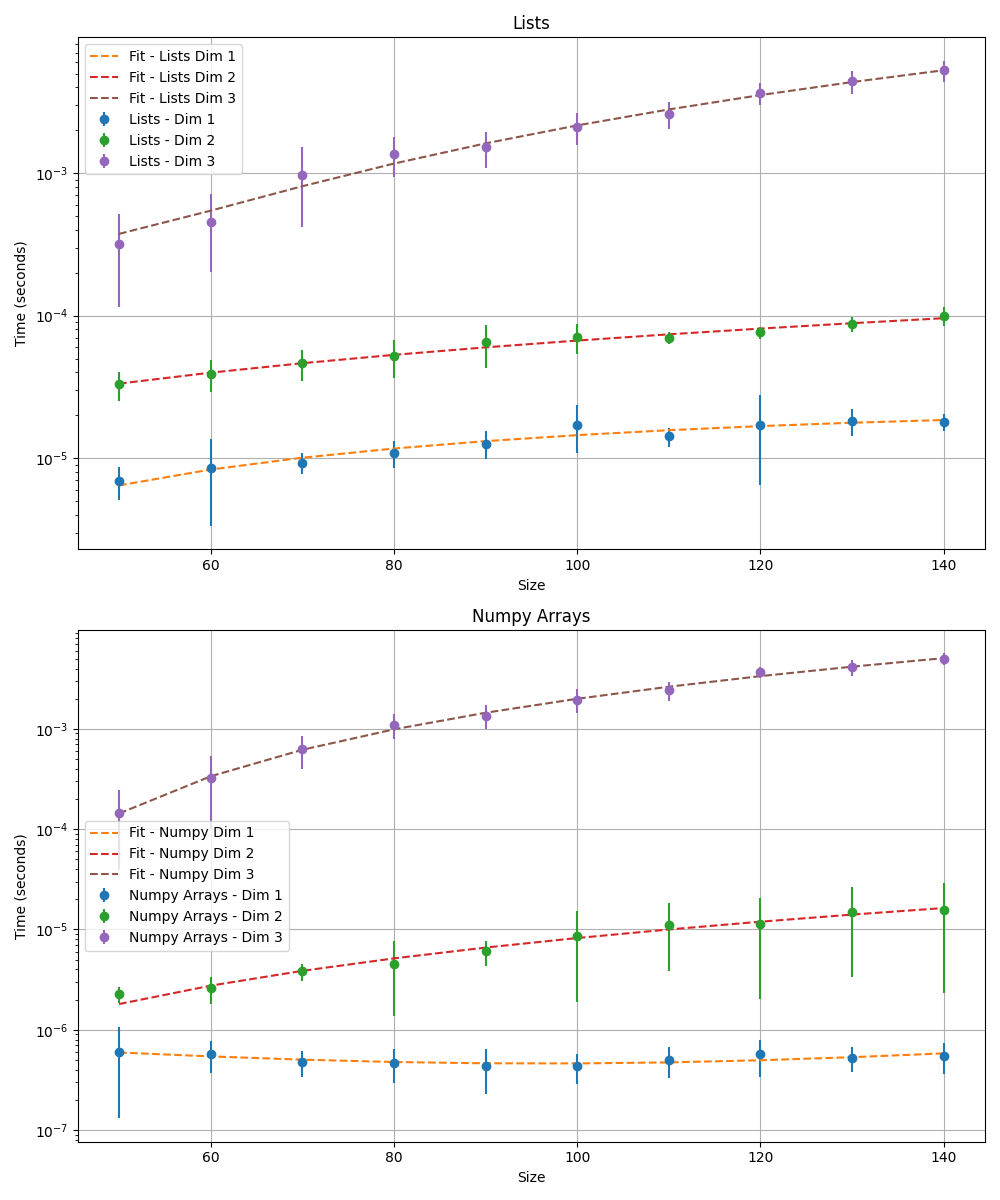 Lists
Fit - Lists Dim 1
Fit - Lists Dim 2
Fit - Lists Dim 3
Lists - Dim 1
Lists - Dim 2
Lists - Dim 3
Time (seconds)
10⁻³
10⁻⁴
10⁻⁵
60 80 100 120 140
Size
Numpy Arrays
10⁻³
10⁻⁴
Fit - Numpy Dim 1
Fit - Numpy Dim 2
Fit - Numpy Dim 3
Numpy Arrays - Dim 1
Numpy Arrays - Dim 2
Numpy Arrays - Dim 3
Time (seconds)
10⁻⁵
10⁻⁶
10⁻⁷
60 80 100 120 140
Size